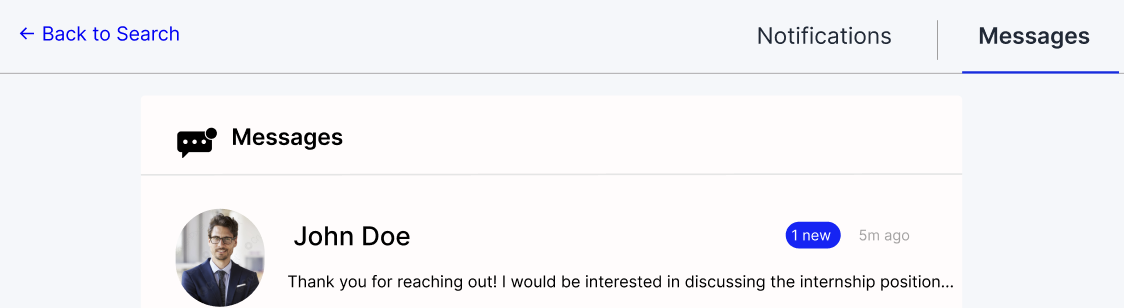 ← Back to Search
Notifications
Messages
Messages
John Doe
1 new
5m ago
Thank you for reaching out! I would be interested in discussing the internship position...